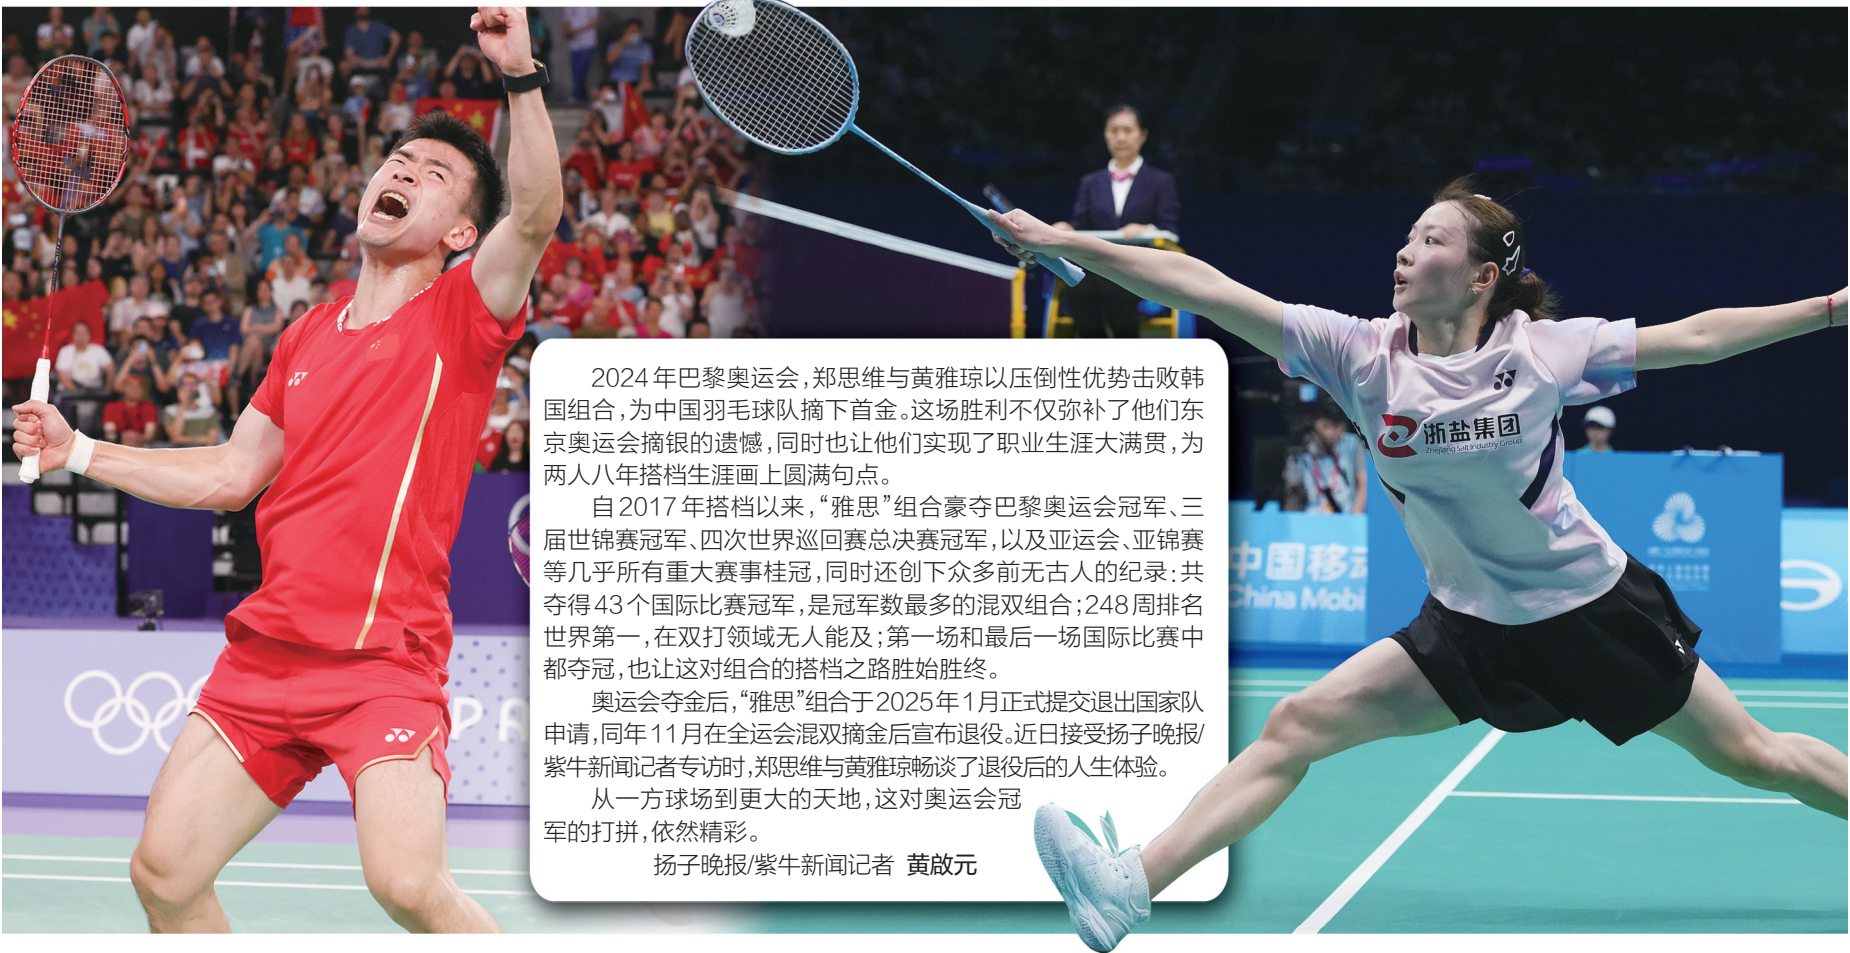 2024年巴黎奥运会,郑思维与黄雅琼以压倒性优势击败韩
国组合,为中国羽毛球队摘下首金。这场胜利不仅弥补了他们东
京奥运会摘银的遗憾,同时也让他们实现了职业生涯大满贯,为
两人八年搭档生涯画上圆满句点。
自2017年搭档以来,“雅思”组合豪夺巴黎奥运会冠军、三
届世锦赛冠军、四次世界巡回赛总决赛冠军,以及亚运会、亚锦赛
等几乎所有重大赛事桂冠,同时还创下众多前无古人的纪录:共
夺得43个国际比赛冠军,是冠军数最多的混双组合;248周排名
世界第一,在双打领域无人能及;第一场和最后一场国际比赛中
都夺冠,也让这对组合的搭档之路胜始胜终。
奥运会夺金后,“雅思”组合于2025年1月正式提交退出国家队
申请,同年11月在全运会混双摘金后宣布退役。近日接受扬子晚报/
紫牛新闻记者专访时,郑思维与黄雅琼畅谈了退役后的人生体验。
从一方球场到更大的天地,这对奥运会冠
军的打拼,依然精彩。
扬子晚报/紫牛新闻记者 黄啟元
浙盐集团
Zhejiang Salt Industry Group
中国移动
China Mobi
PA